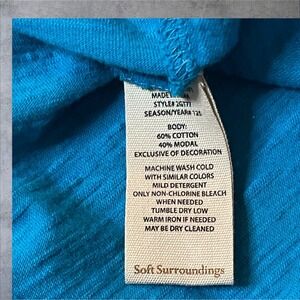 MADE
STYLE#
SEASON/YEAR#
BODY:
60% COTTON
40% MODAL
EXCLUSIVE OF DECORATION
MACHINE WASH COLD
WITH SIMILAR COLORS
MILD DETERGENT
ONLY NON-CHLORINE BLEACH
WHEN NEEDED
TUMBLE DRY LOW
WARM IRON IF NEEDED
MAY BE DRY CLEANED
Soft Surroundings